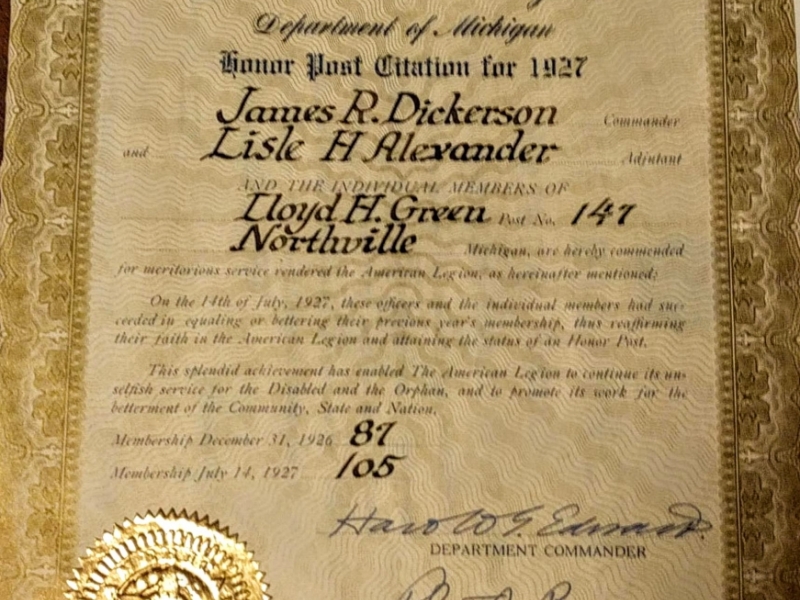 Department of Michigan
Honor Post Citation for 1927
James R. Dickerson Commander
and Lisle H Alexander Adjutant
AND THE INDIVIDUAL MEMBERS OF
Lloyd H. Green Post No. 147
Northville Michigan, are hereby commended
for meritorious service rendered the American Legion, as hereinafter mentioned:
On the 14th of July, 1927, these officers and the individual members had suc-
ceeded in equaling or bettering their previous year's membership, thus reaffirming
their faith in the American Legion and attaining the status of an Honor Post.
This splendid achievement has enabled The American Legion to continue its un-
selfish service for the Disabled and the Orphan, and to promote its work for the
betterment of the Community, State and Nation.
Membership December 31, 1926 87
Membership July 14, 1927 105
Harold G. Edwards
DEPARTMENT COMMANDER